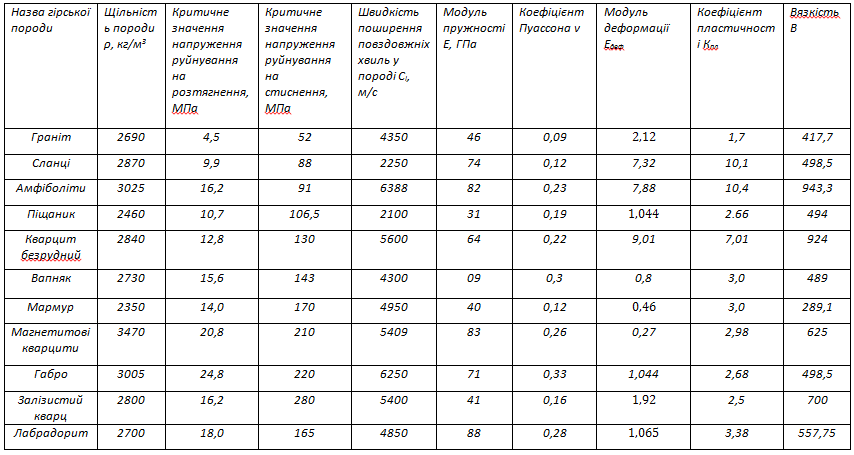 Назва гірської породи | Щільність породи ρ, кг/м³ | Критичне значення напруження руйнування на розтягнення, МПа | Критичне значення напруження руйнування на стиснення, МПа | Швидкість поширення повздовжніх хвиль у породі Cₗ, м/с | Модуль пружності Е, ГПа | Коефіцієнт Пуассона ν | Модуль деформації Едеф. | Коефіцієнт пластичності Кпл | Вязкість В
Граніт | 2690 | 4,5 | 52 | 4350 | 46 | 0,09 | 2,12 | 1,7 | 417,7
Сланці | 2870 | 9,9 | 88 | 2250 | 74 | 0,12 | 7,32 | 10,1 | 498,5
Амфіболіти | 3025 | 16,2 | 91 | 6388 | 82 | 0,23 | 7,88 | 10,4 | 943,3
Піщаник | 2460 | 10,7 | 106,5 | 2100 | 31 | 0,19 | 1,044 | 2.66 | 494
Кварцит безрудний | 2840 | 12,8 | 130 | 5600 | 64 | 0,22 | 9,01 | 7,01 | 924
Вапняк | 2730 | 15,6 | 143 | 4300 | 09 | 0,3 | 0,8 | 3,0 | 489
Мармур | 2350 | 14,0 | 170 | 4950 | 40 | 0,12 | 0,46 | 3,0 | 289,1
Магнетитові кварцити | 3470 | 20,8 | 210 | 5409 | 83 | 0,26 | 0,27 | 2,98 | 625
Габро | 3005 | 24,8 | 220 | 6250 | 71 | 0,33 | 1,044 | 2,68 | 498,5
Залізистий кварц | 2800 | 16,2 | 280 | 5400 | 41 | 0,16 | 1,92 | 2,5 | 700
Лабрадорит | 2700 | 18,0 | 165 | 4850 | 88 | 0,28 | 1,065 | 3,38 | 557,75